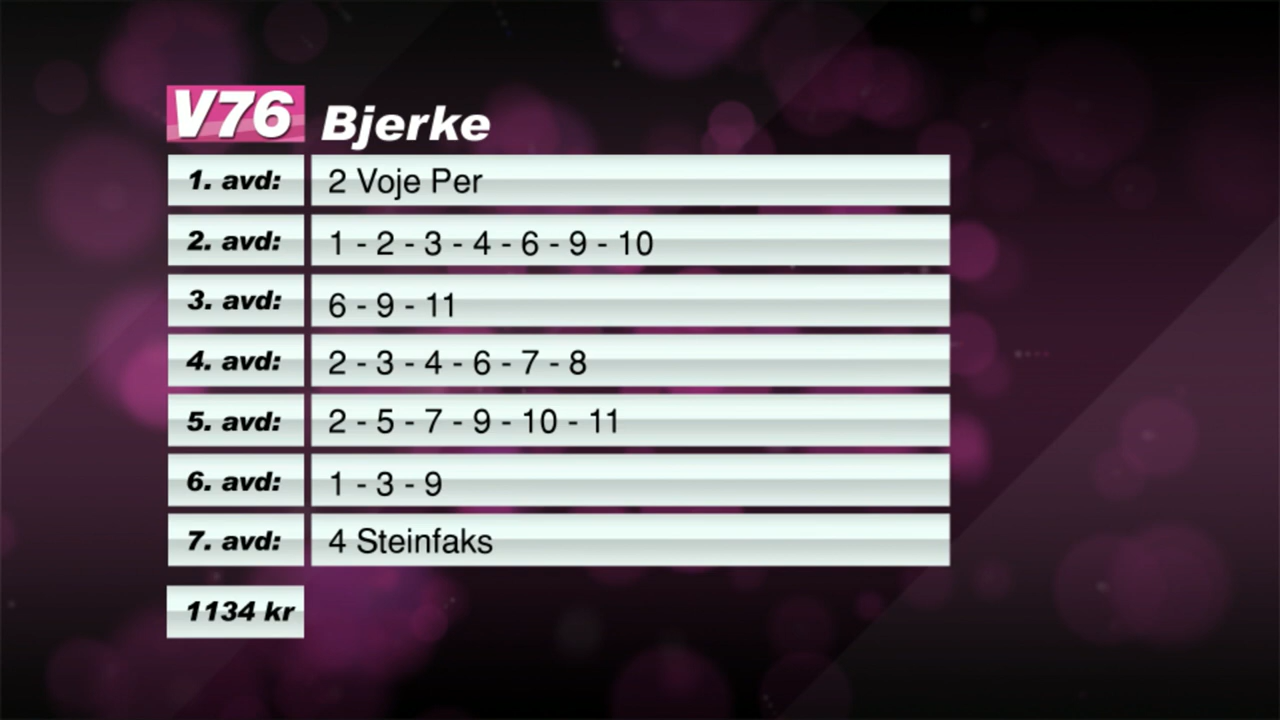 V76 Bjerke
1. avd: 2 Voje Per
2. avd: 1 - 2 - 3 - 4 - 6 - 9 - 10
3. avd: 6 - 9 - 11
4. avd: 2 - 3 - 4 - 6 - 7 - 8
5. avd: 2 - 5 - 7 - 9 - 10 - 11
6. avd: 1 - 3 - 9
7. avd: 4 Steinfaks
1134 kr